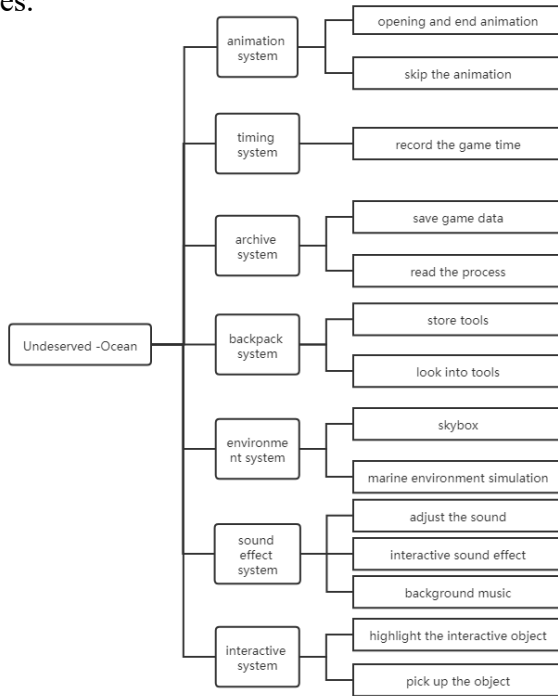 es.
animation
system
opening and end animation
skip the animation
timing
system
record the game time
archive
system
save game data
read the process
Undeserved -Ocean
backpack
system
store tools
look into tools
environme
nt system
skybox
marine environment simulation
sound
effect
system
adjust the sound
interactive sound effect
background music
interactive
system
highlight the interactive object
pick up the object